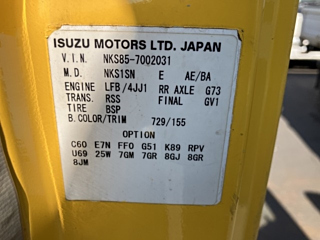 ISUZU MOTORS LTD. JAPAN
V.I.N. NKS85-7002031
M.D. NKS1SN E AE/BA
ENGINE LFB/4JJ1 RR AXLE G73
TRANS. RSS FINAL GV1
TIRE BSP
B.COLOR/TRIM 729/155
OPTION
C60 E7N FFO G51 K89 RPV
U69 25W 7GM 7GR 8GJ 8GR
8JM